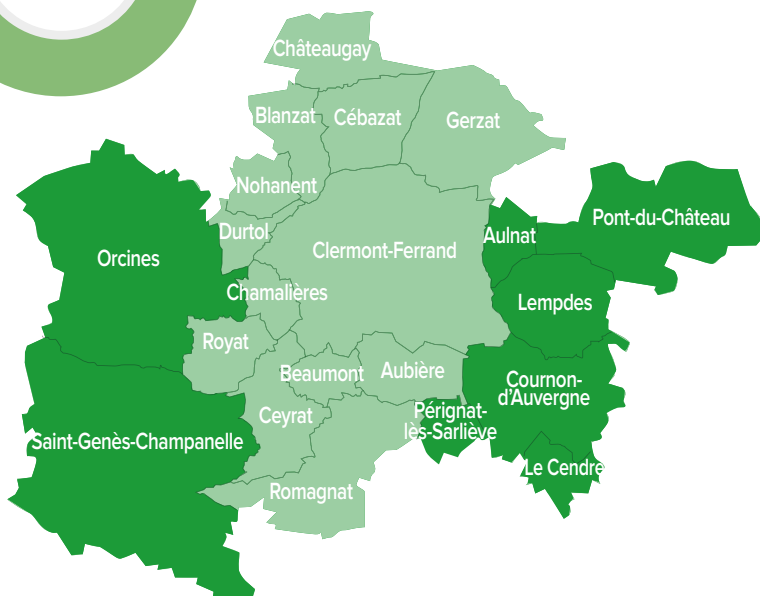 Châteaugay
Blanzat
Cébazat
Gerzat
Nohanent
Pont-du-Château
Durtol
Clermont-Ferrand
Aulnat
Orcines
Chamalières
Lempdes
Royat
Beaumont
Aubière
Cournon-
d'Auvergne
Ceyrat
Pérignat-
lès-Sarliève
Saint-Genès-Champanelle
Le Cendre
Romagnat